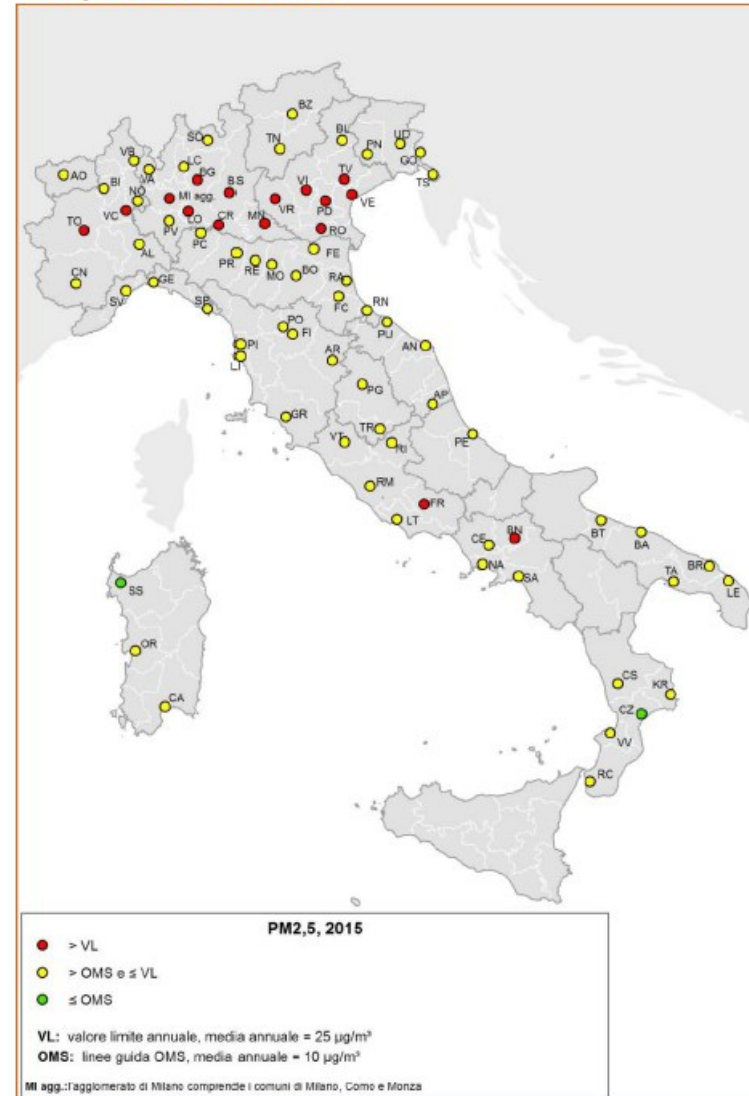 BZ
SO
TN
BL
UD
PN
GO
VB
LC
VA
AO
BG
TV
TS
BI
BS
VI
NO
MI agg.
VR
PD
VE
TO
VC
LO
CR
MN
RO
PV
PC
FE
AL
PR
RE
MO
BO
RA
CN
GE
FC
RN
SV
SP
PO
PU
FI
PI
AR
AN
LI
PG
AP
GR
TR
VT
RI
PE
RM
FR
LT
BN
BT
CE
BA
NA
SA
TA
BR
LE
SS
OR
CS
KR
CA
CZ
VV
RC
PM2,5, 2015
> VL
> OMS e ≤ VL
≤ OMS
VL: valore limite annuale, media annuale = 25 µg/m³
OMS: linee guida OMS, media annuale = 10 µg/m³
MI agg.:l'agglomerato di Milano comprende i comuni di Milano, Como e Monza